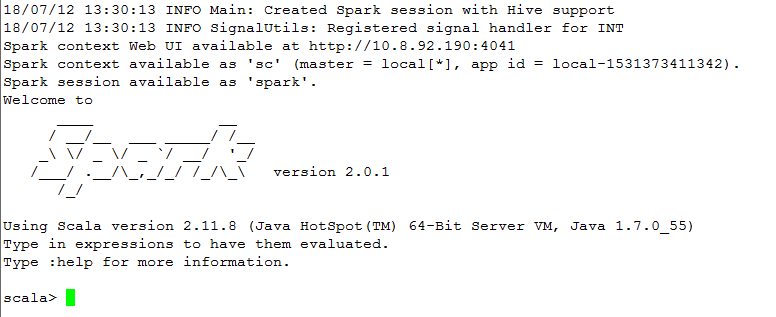 18/07/12 13:30:13 INFO Main: Created Spark session with Hive support
18/07/12 13:30:13 INFO SignalUtils: Registered signal handler for INT
Spark context Web UI available at http://10.8.92.190:4041
Spark context available as 'sc' (master = local[*], app id = local-1531373411342).
Spark session available as 'spark'.
Welcome to
      ____              __
     / __/__  ___ _____/ /__
    _\ \/ _ \/ _ `/ __/  '_/
   /___/ .__/\_,_/_/ /_/\_\   version 2.0.1
      /_/
Using Scala version 2.11.8 (Java HotSpot(TM) 64-Bit Server VM, Java 1.7.0_55)
Type in expressions to have them evaluated.
Type :help for more information.
scala>